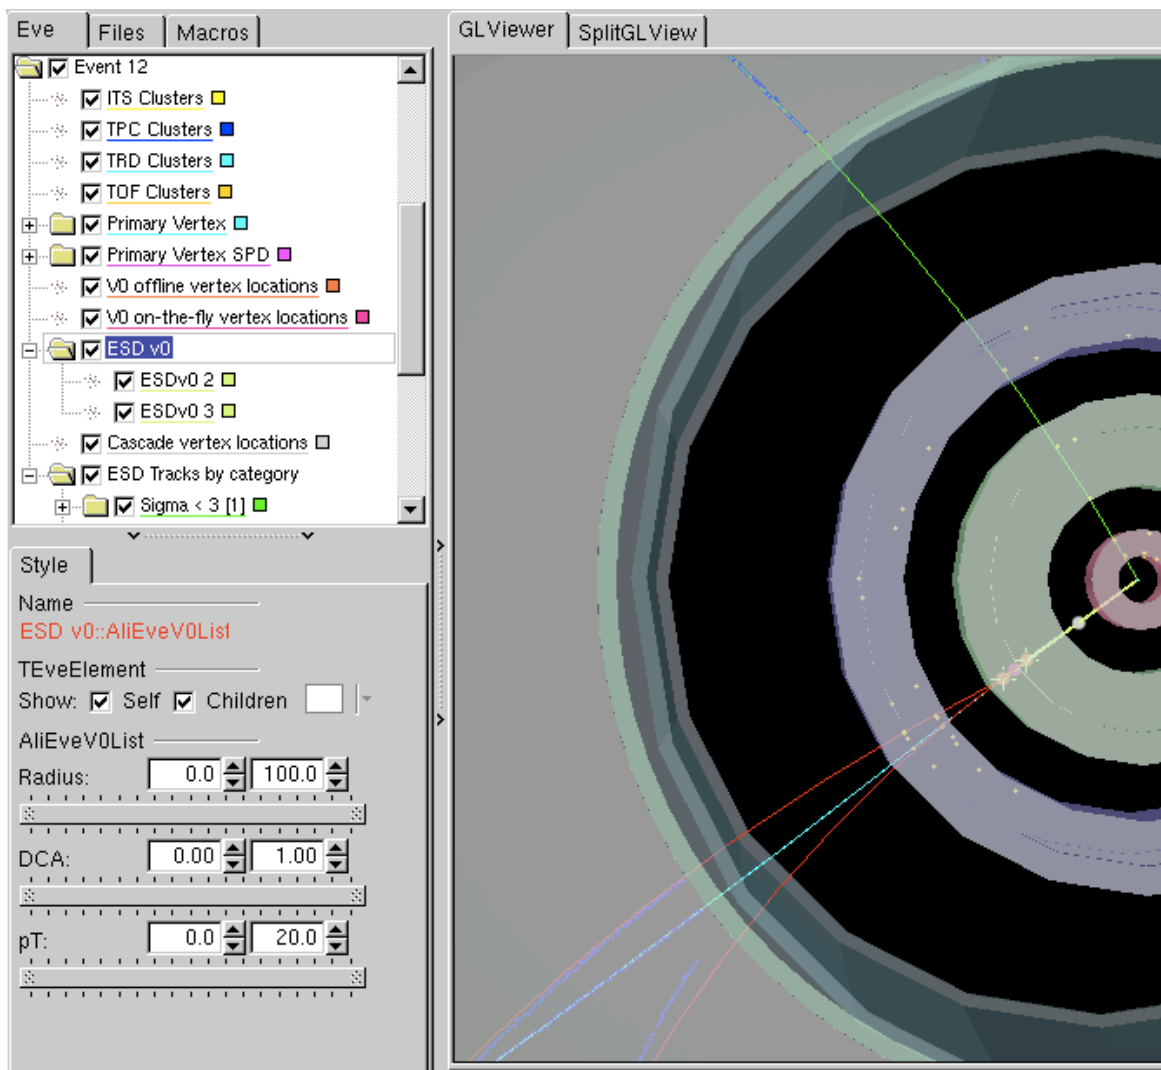 Eve Files Macros
Event 12
ITS Clusters
TPC Clusters
TRD Clusters
TOF Clusters
Primary Vertex
Primary Vertex SPD
V0 offline vertex locations
V0 on-the-fly vertex locations
ESD v0
ESDv0 2
ESDv0 3
Cascade vertex locations
ESD Tracks by category
Sigma < 3 [1]
Style
Name
ESD v0::AliEveV0List
TEveElement
Show: Self Children
AliEveV0List
Radius: 0.0 100.0
DCA: 0.00 1.00
pT: 0.0 20.0
GLViewer SplitGLView